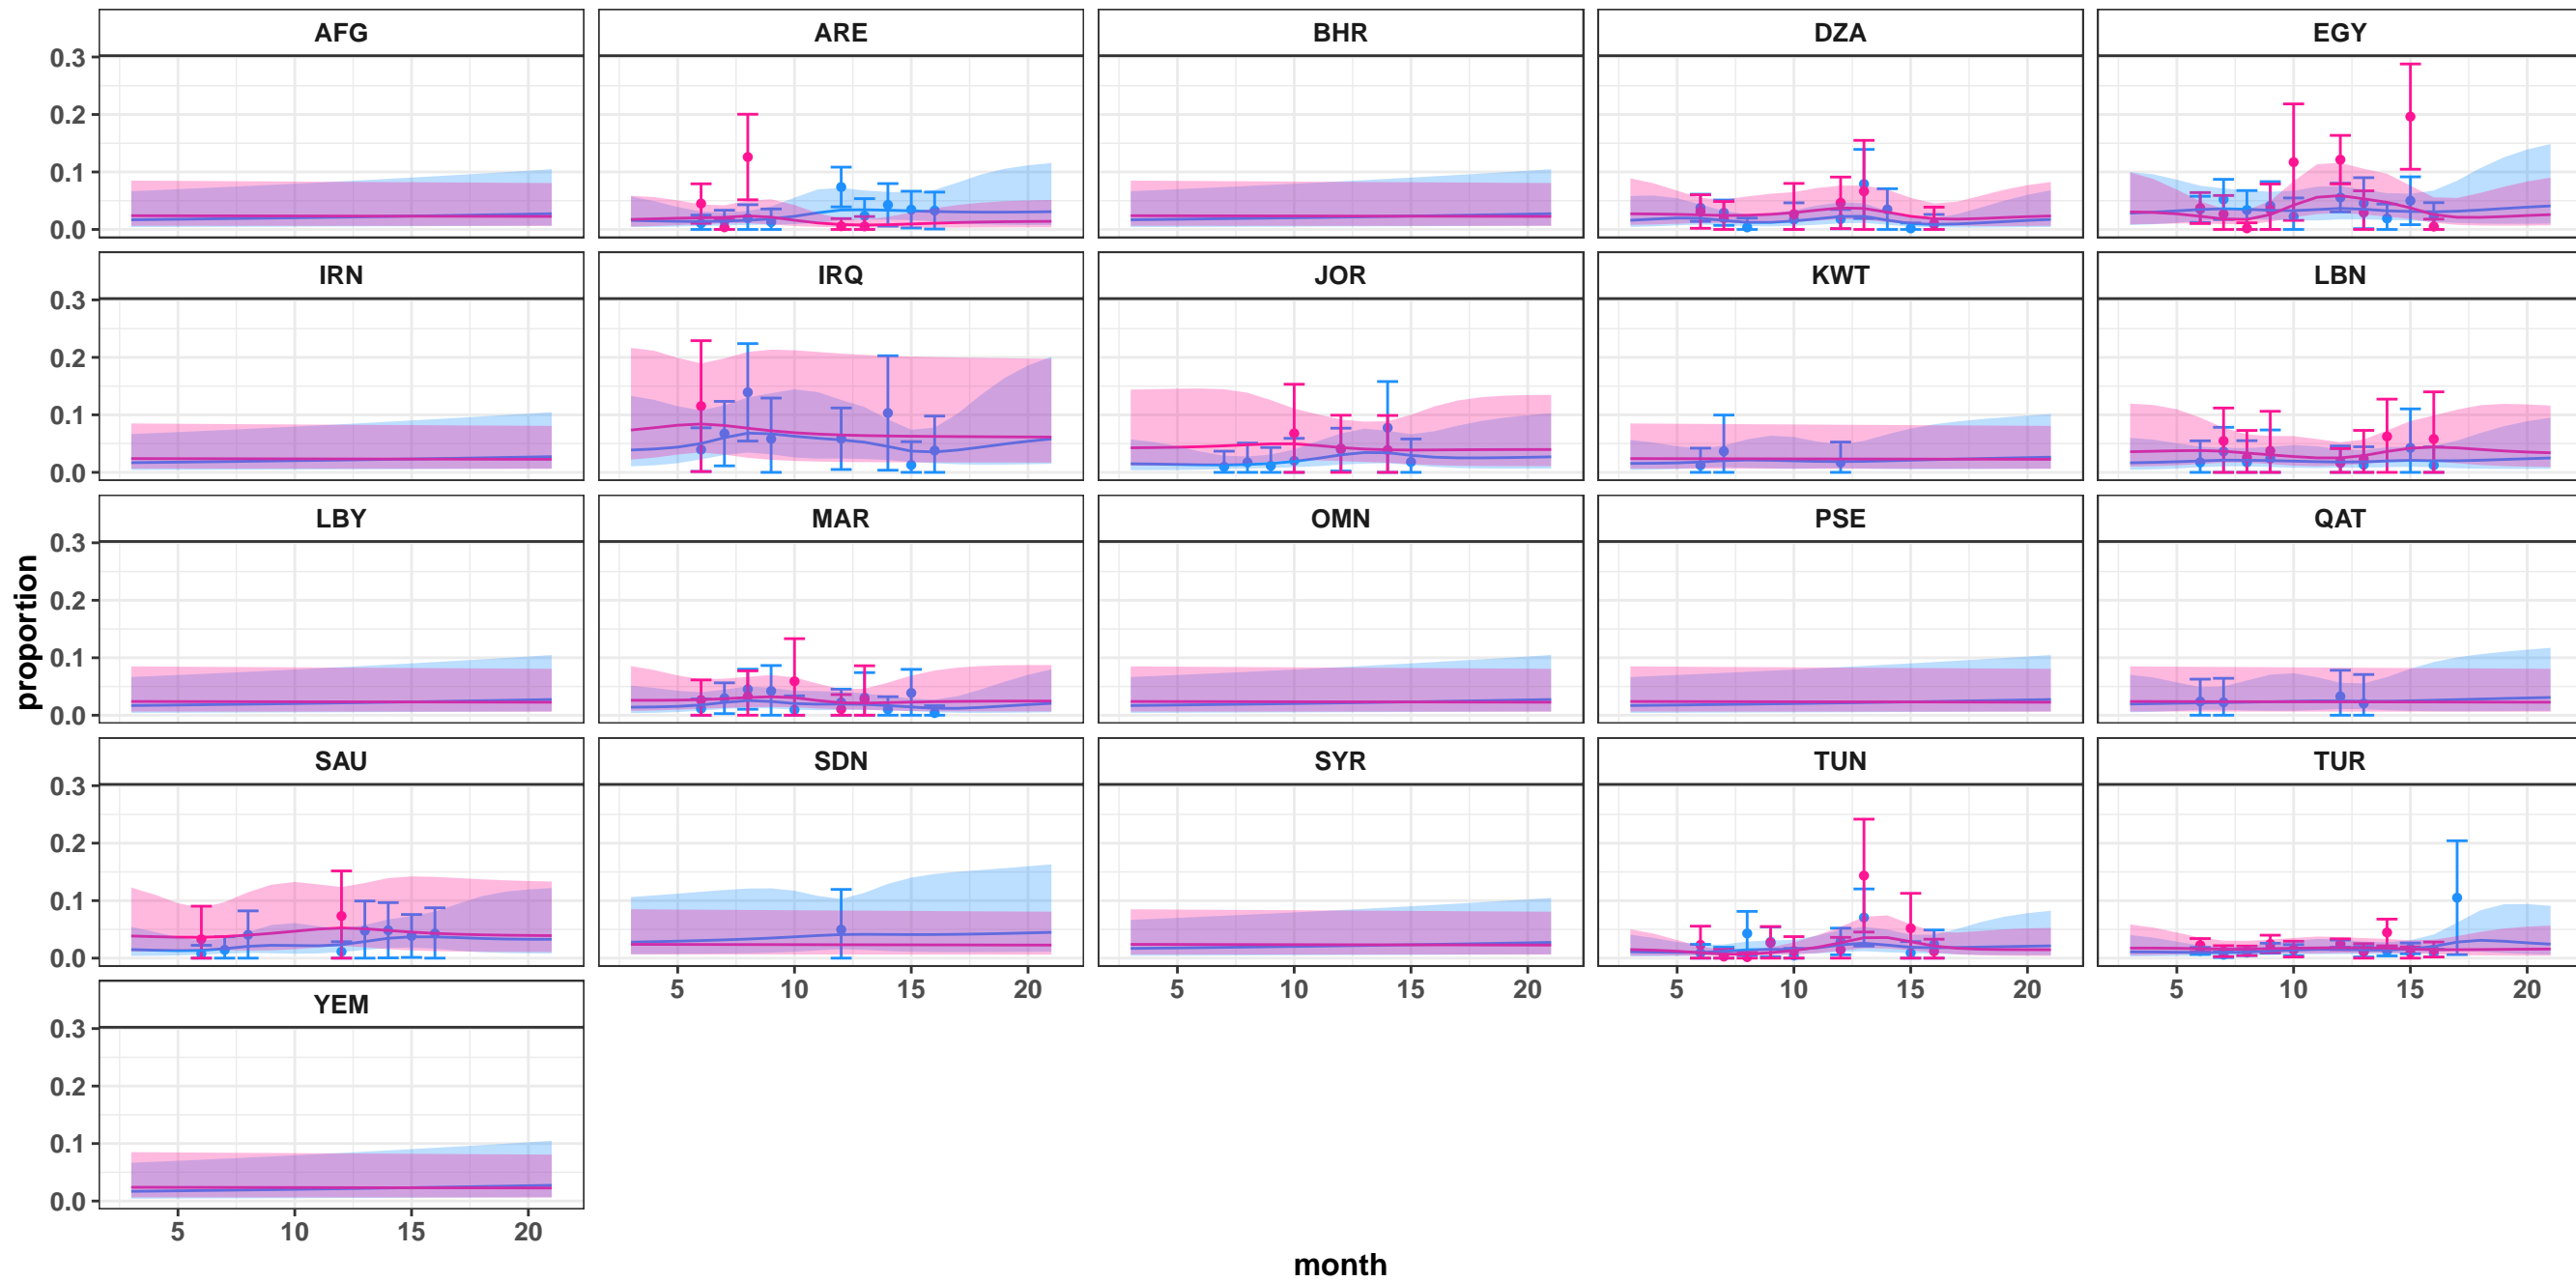 AFG ARE BHR DZA EGY
0.3
0.2
0.1
0.0
IRN IRQ JOR KWT LBN
0.3
0.2
0.1
0.0
LBY MAR OMN PSE QAT
0.3
0.2
0.1
0.0
proportion
SAU SDN SYR TUN TUR
0.3
0.2
0.1
0.0
5 10 15 20 5 10 15 20 5 10 15 20 5 10 15 20
YEM
0.3
0.2
0.1
0.0
5 10 15 20
month